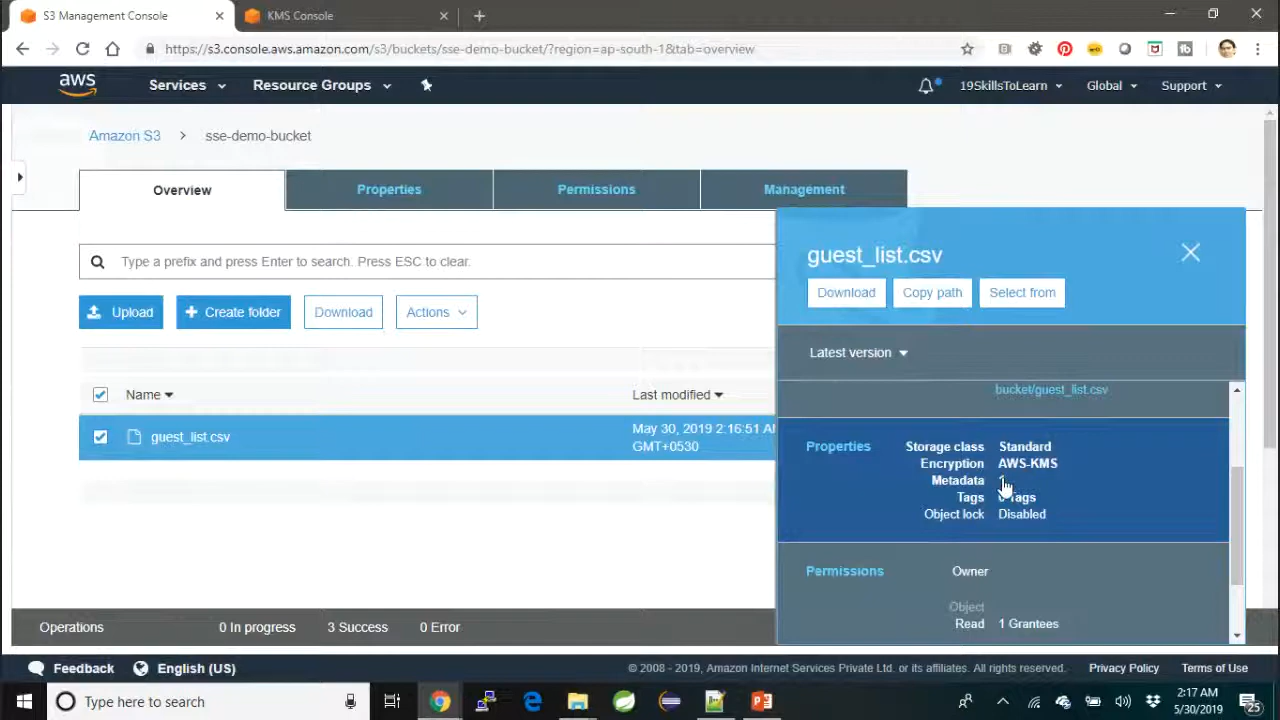 S3 Management Console
KMS Console
https://s3.console.aws.amazon.com/s3/buckets/sse-demo-bucket/?region=ap-south-1&tab=overview
aws
Services
Resource Groups
19SkillsToLearn
Global
Support
Amazon S3 > sse-demo-bucket
Overview
Properties
Permissions
Management
Type a prefix and press Enter to search. Press ESC to clear.
Upload
Create folder
Download
Actions
Name
Last modified
guest_list.csv
May 30, 2019 2:16:51 AM
GMT+0530
guest_list.csv
Download
Copy path
Select from
Latest version
bucket/guest_list.csv
Properties
Storage class Standard
Encryption AWS-KMS
Metadata
Tags Tags
Object lock Disabled
Permissions
Owner
Object
Read 1 Grantees
Operations
0 In progress
3 Success
0 Error
Feedback
English (US)
© 2008 - 2019, Amazon Internet Services Private Ltd. or its affiliates. All rights reserved.
Privacy Policy
Terms of Use
Type here to search
2:17 AM
5/30/2019
25